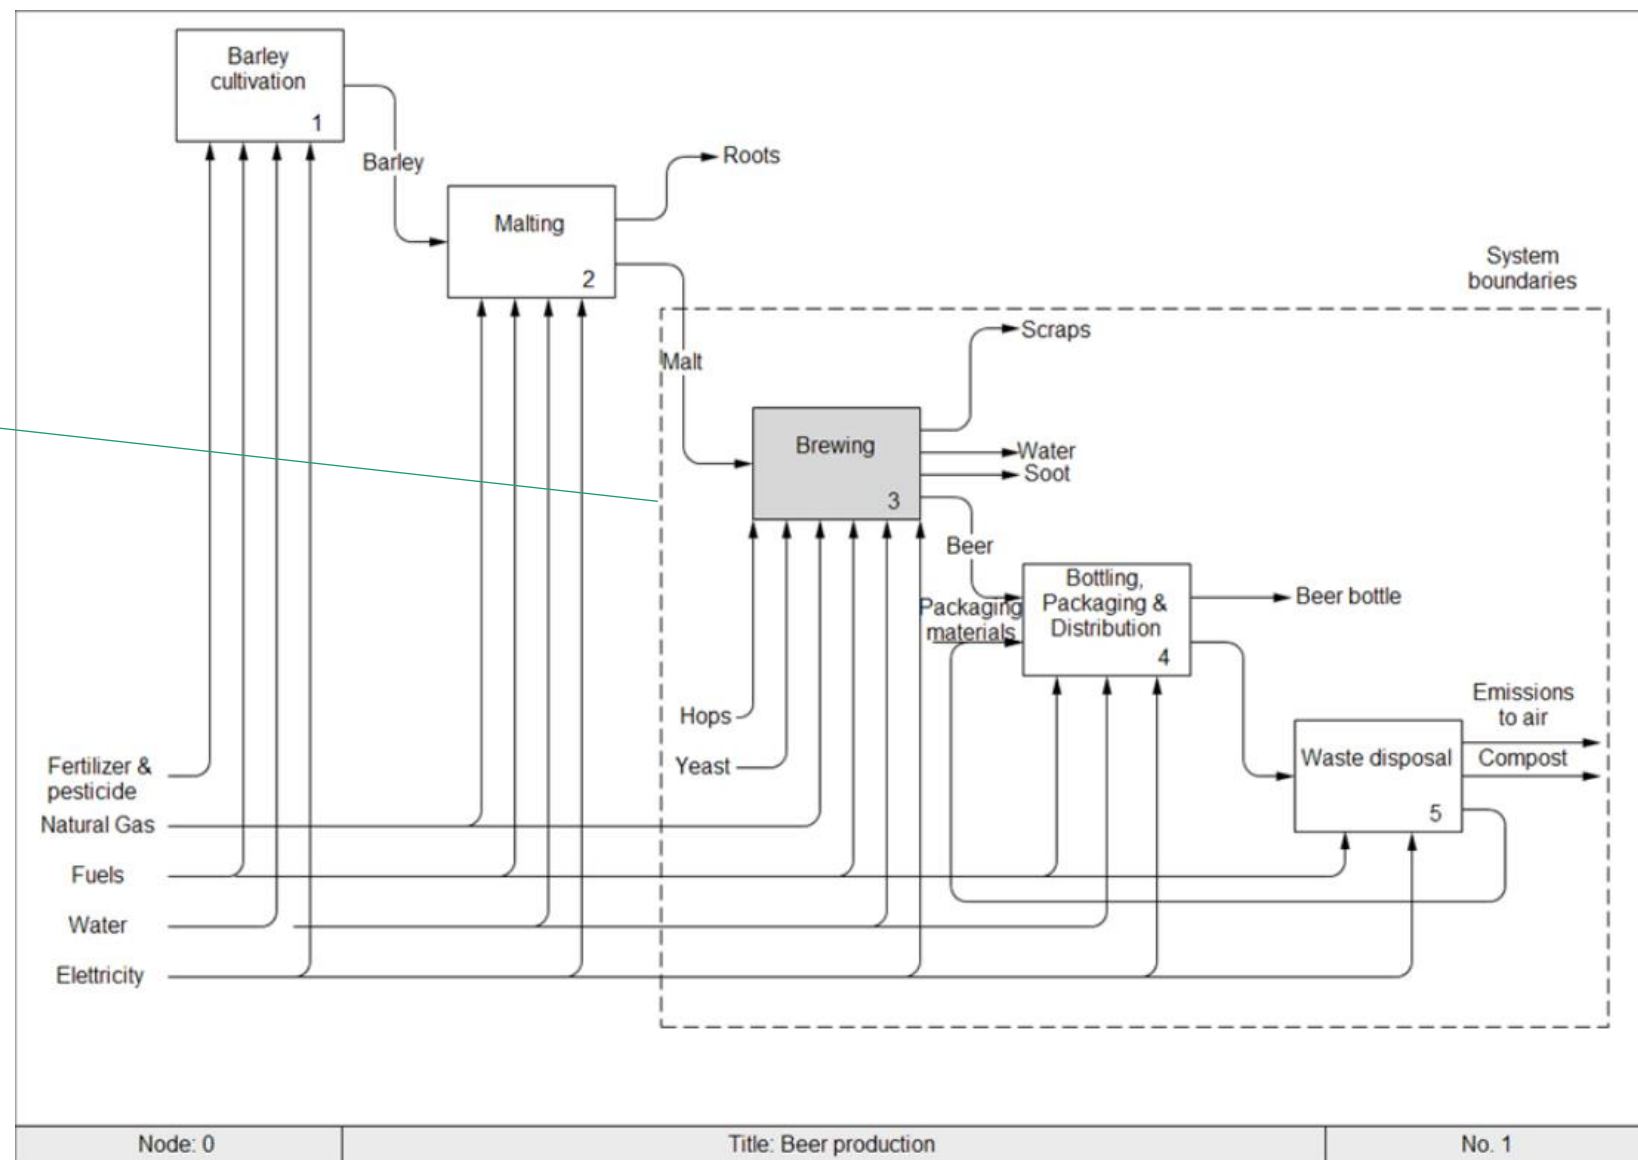 Barley
cultivation
1
Barley
Roots
Malting
2
System
boundaries
Malt
Scraps
Brewing
3
Water
Soot
Beer
Bottling,
Packaging &
Distribution
4
Packaging
materials
Beer bottle
Hops
Yeast
Emissions
to air
Waste disposal
5
Compost
Fertilizer &
pesticide
Natural Gas
Fuels
Water
Elettricity
Node: 0
Title: Beer production
No. 1